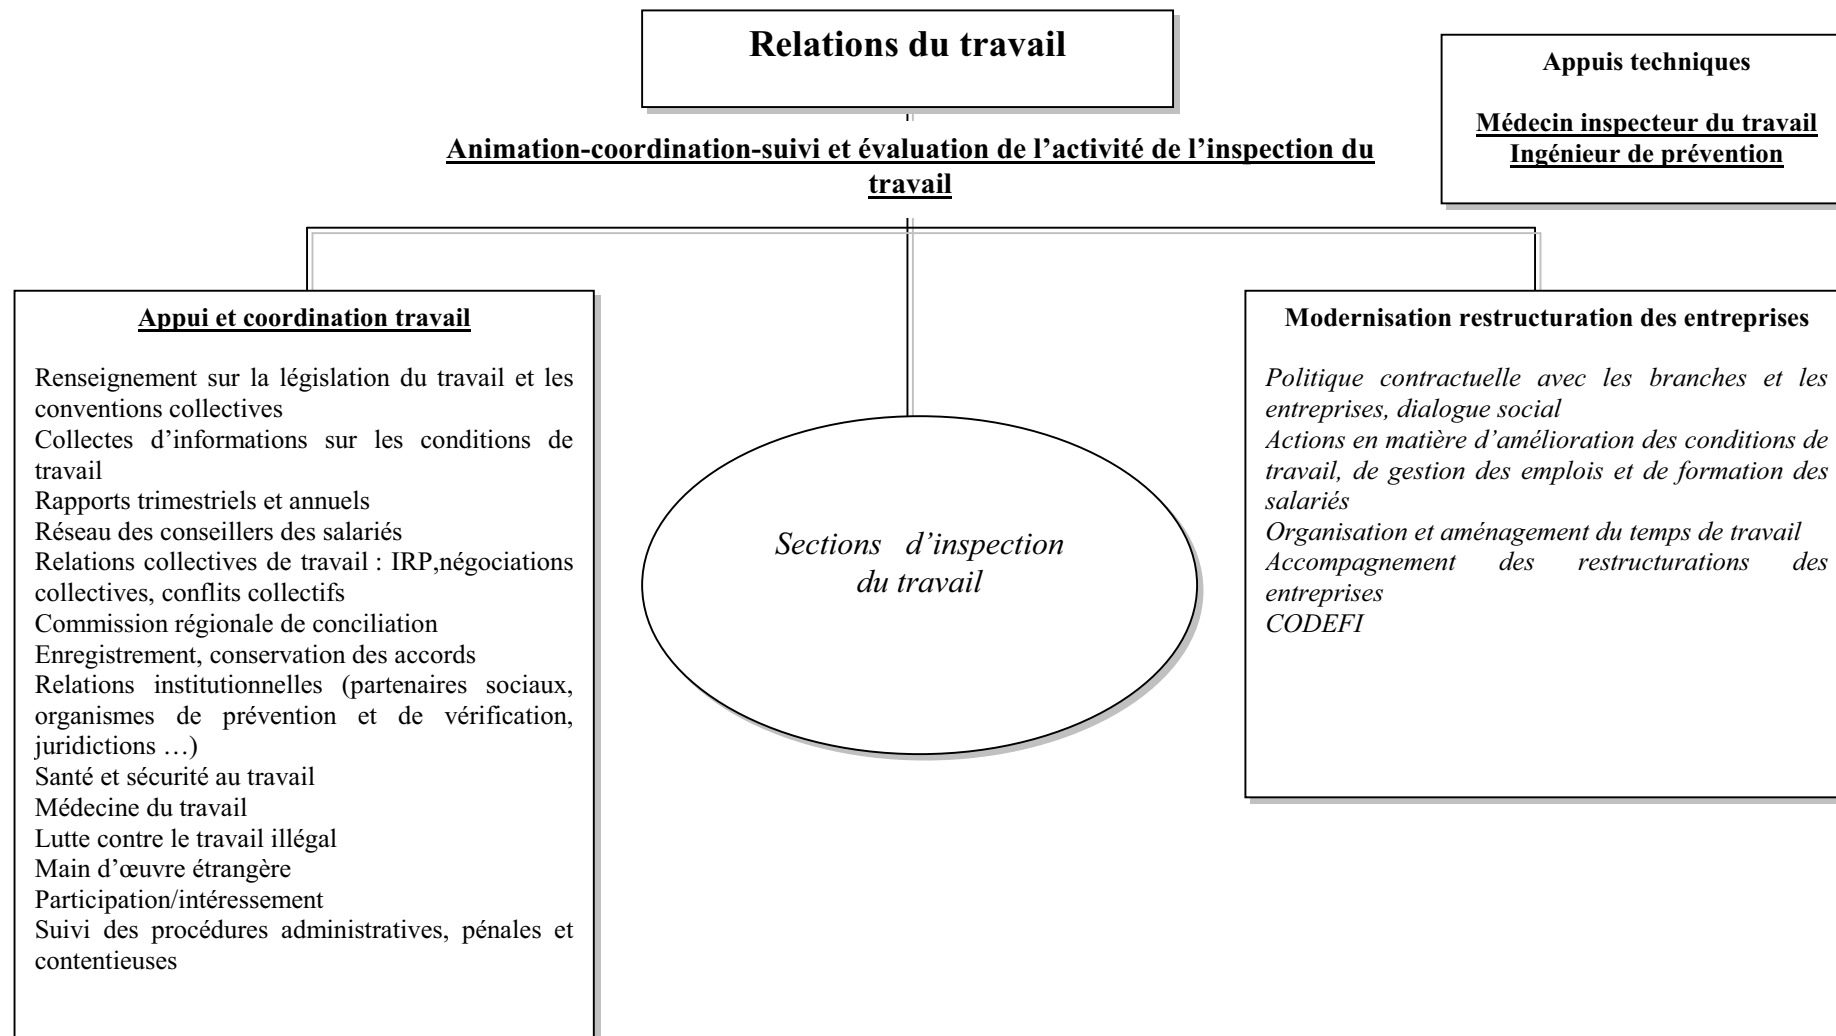 Relations du travail
Appuis techniques
Médecin inspecteur du travail
Ingénieur de prévention
Animation-coordination-suivi et évaluation de l’activité de l’inspection du
travail
Appui et coordination travail
Renseignement sur la législation du travail et les
conventions collectives
Collectes d’informations sur les conditions de
travail
Rapports trimestriels et annuels
Réseau des conseillers des salariés
Relations collectives de travail : IRP,négociations
collectives, conflits collectifs
Commission régionale de conciliation
Enregistrement, conservation des accords
Relations institutionnelles (partenaires sociaux,
organismes de prévention et de vérification,
juridictions …)
Santé et sécurité au travail
Médecine du travail
Lutte contre le travail illégal
Main d’œuvre étrangère
Participation/intéressement
Suivi des procédures administratives, pénales et
contentieuses
Sections d’inspection
du travail
Modernisation restructuration des entreprises
Politique contractuelle avec les branches et les
entreprises, dialogue social
Actions en matière d’amélioration des conditions de
travail, de gestion des emplois et de formation des
salariés
Organisation et aménagement du temps de travail
Accompagnement des restructurations des
entreprises
CODEFI